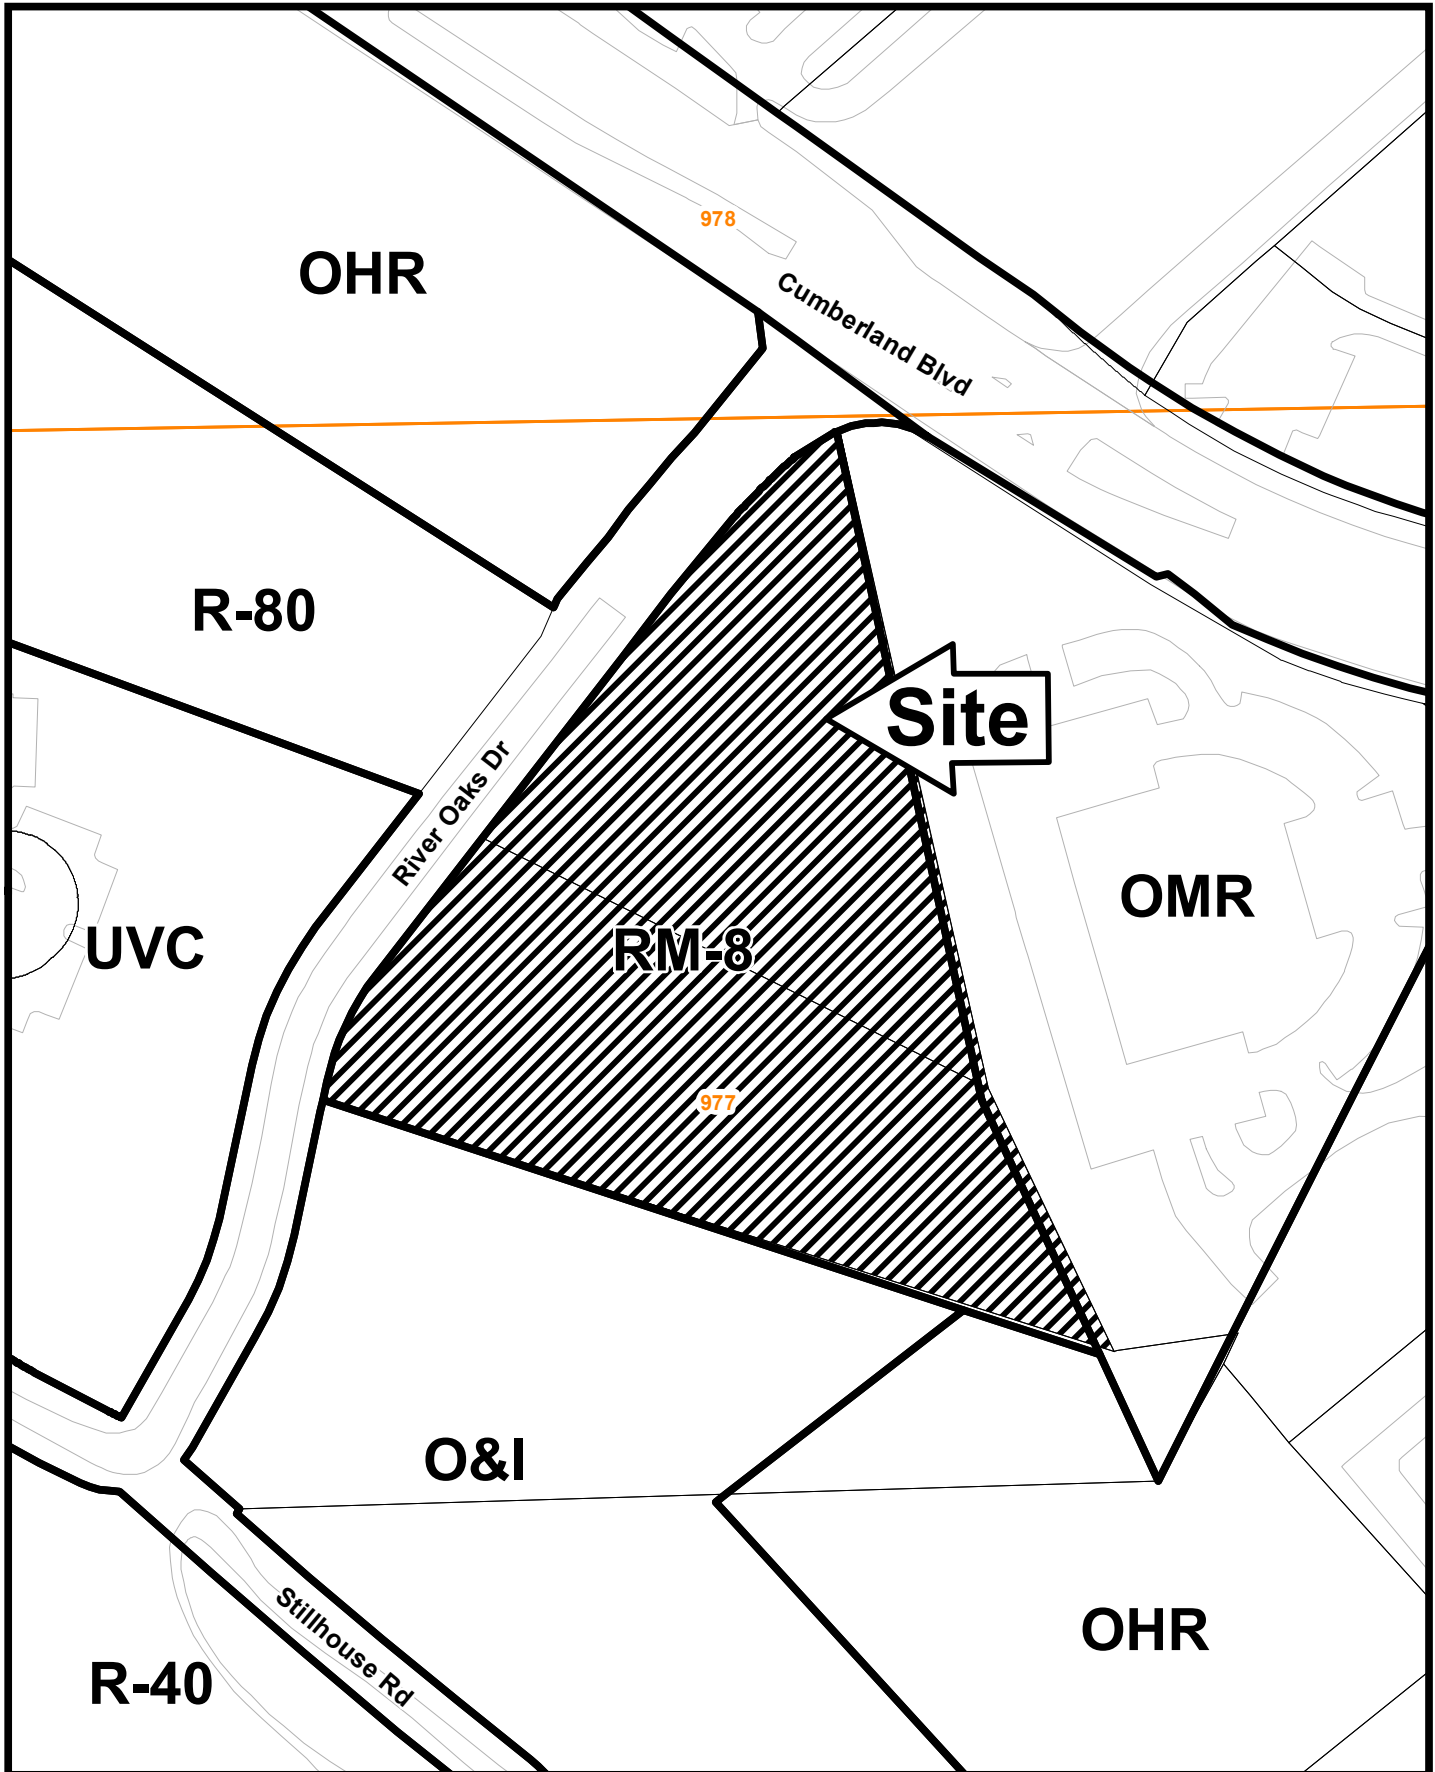 978
OHR
Cumberland Blvd
R-80
Site
River Oaks Dr
OMR
UVC
RM-8
977
O&I
Stillhouse Rd
OHR
R-40